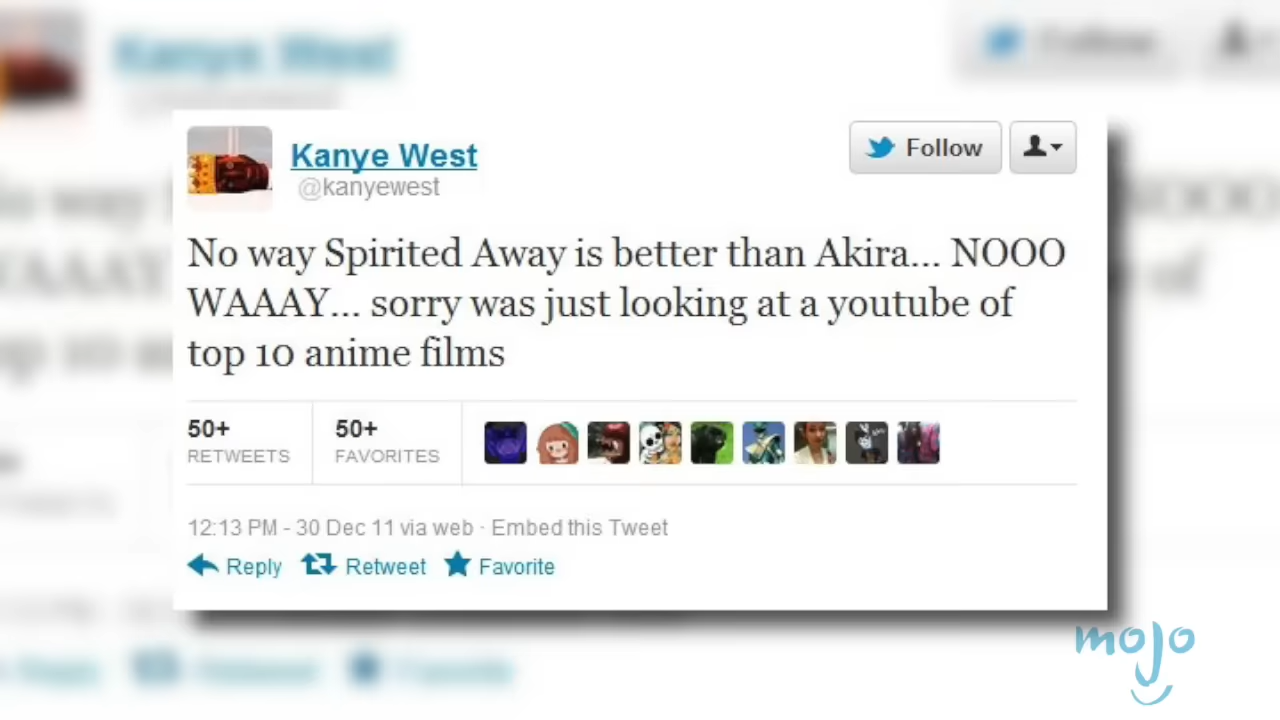 Kanye West
@kanyewest
Follow
No way Spirited Away is better than Akira... NOOO
WAAAY... sorry was just looking at a youtube of
top 10 anime films
50+
RETWEETS
50+
FAVORITES
12:13 PM - 30 Dec 11 via web · Embed this Tweet
Reply Retweet Favorite
mojo